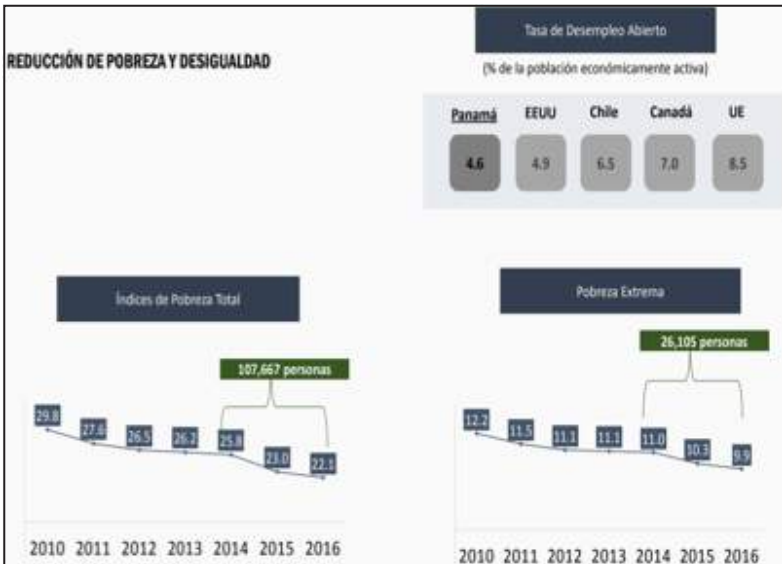 REDUCCIÓN DE POBREZA Y DESIGUALDAD
Tasa de Desempleo Abierto
(% de la población económicamente activa)
Panamá EEUU Chile Canadá UE
4.6 4.9 6.5 7.0 8.5
Índices de Pobreza Total
107,667 personas
29.8 27.6 26.5 26.2 25.8 23.0 22.1
2010 2011 2012 2013 2014 2015 2016
Pobreza Extrema
26,105 personas
12.2 11.5 11.1 11.1 11.0 10.3 9.9
2010 2011 2012 2013 2014 2015 2016